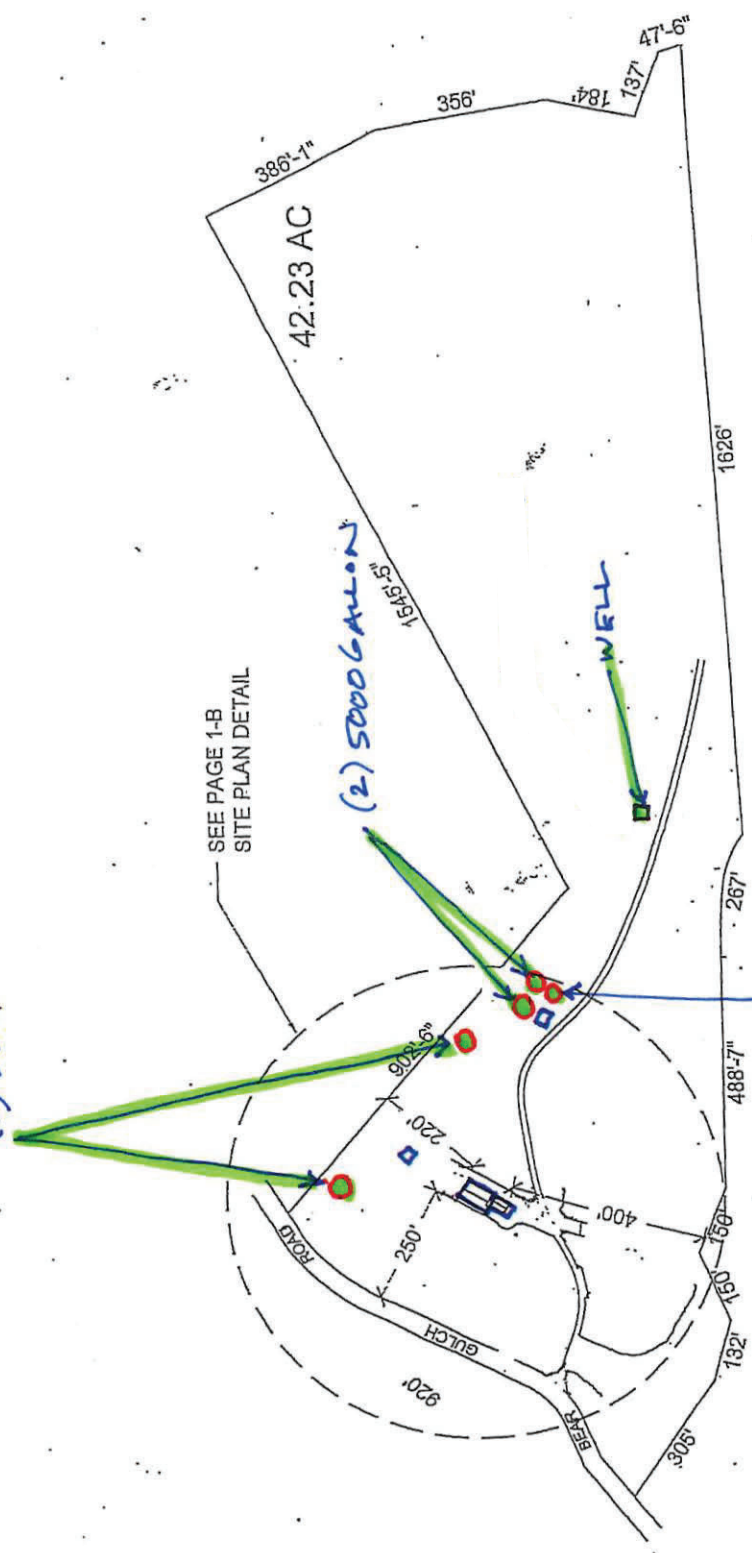 47'-6"
137'
184'
356'
386'-1"
42.23 AC
1545'-5"
1626'
SEE PAGE 1-B
SITE PLAN DETAIL
(2) 5000 GALLON
WELL
902'-6"
220'
250'
400'
267'
488'-7"
150'
150'
132'
305'
920'
BEAR
GULCH
ROAD